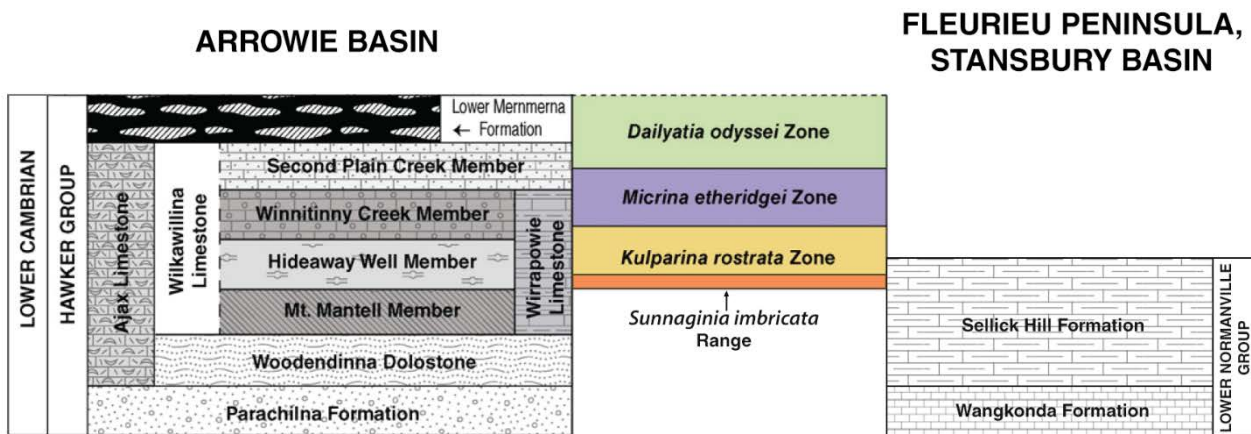 ARROWIE BASIN
FLEURIEU PENINSULA,
STANSBURY BASIN
LOWER CAMBRIAN
HAWKER GROUP
Lower Mernmerna
← Formation
Ajax Limestone
Wilkawillina
Limestone
Second Plain Creek Member
Winnitinny Creek Member
Hideaway Well Member
Mt. Mantell Member
Wirrapowie
Limestone
Woodendinna Dolostone
Parachilna Formation
Dailyatia odyssei Zone
Micrina etheridgei Zone
Kulparina rostrata Zone
Sunnaginia imbricata
Range
Sellick Hill Formation
Wangkonda Formation
LOWER NORMANVILLE
GROUP